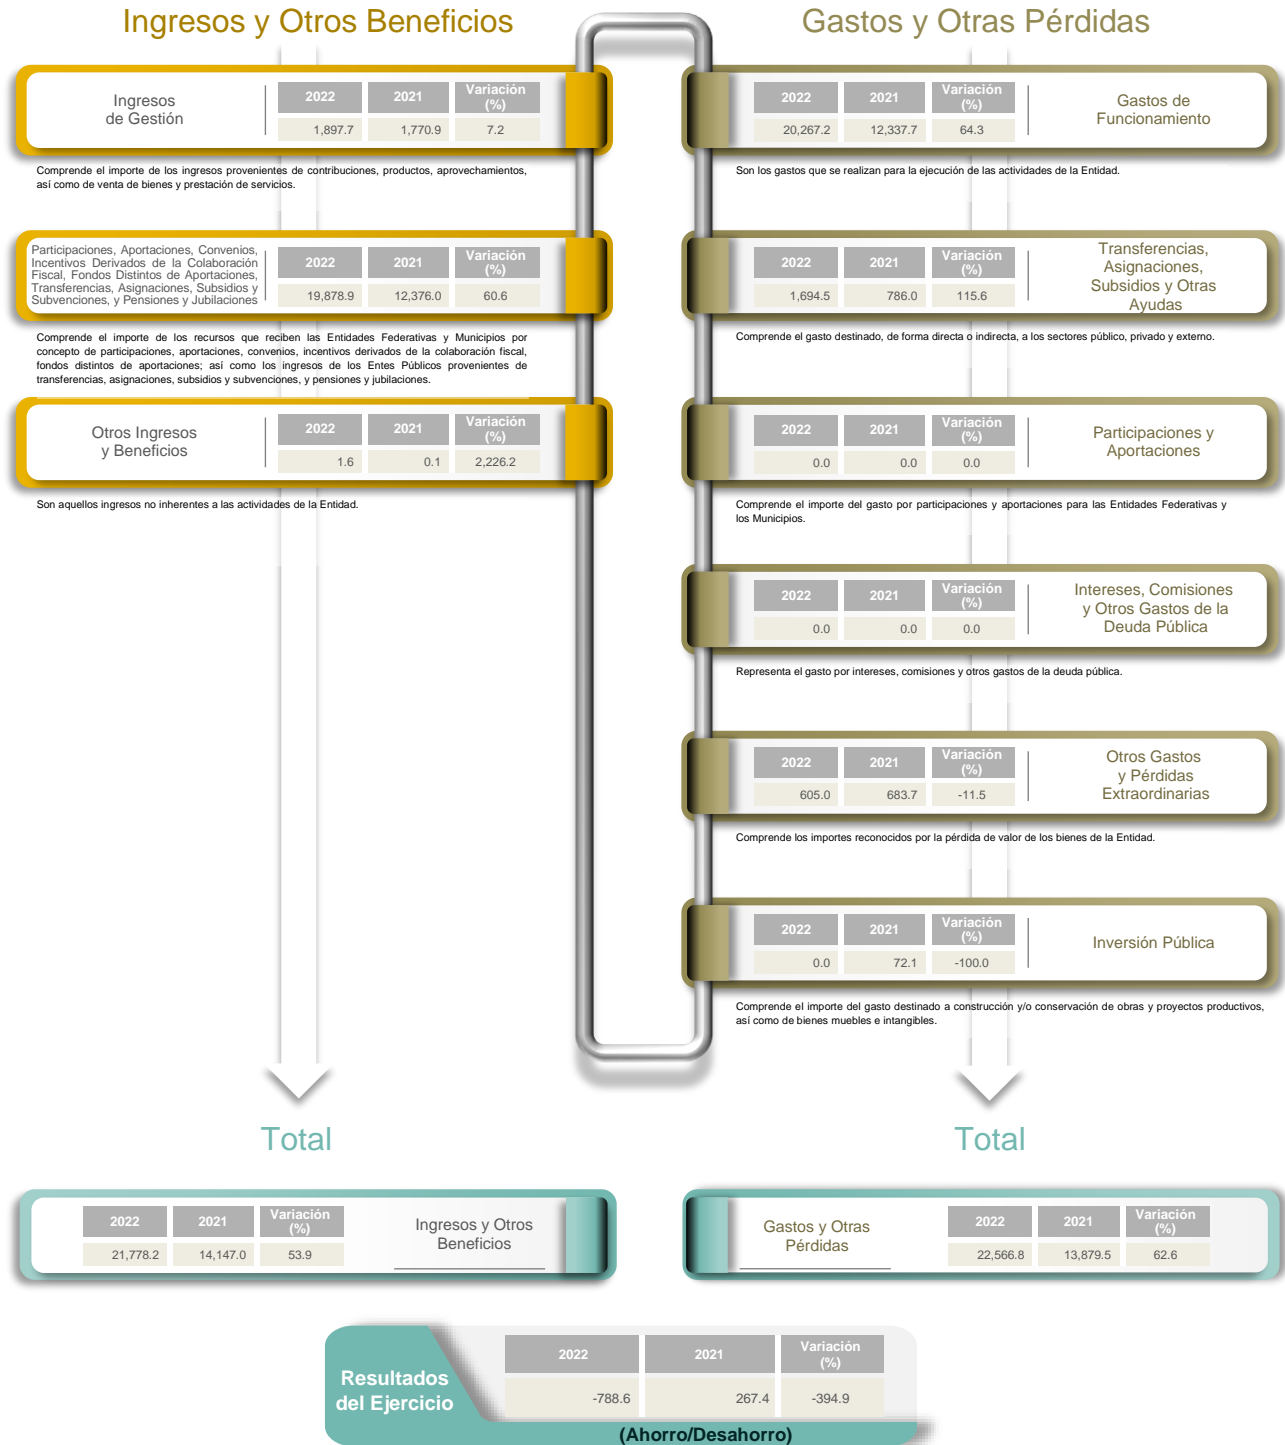 Ingresos y Otros Beneficios
Ingresos
de Gestión
2022 2021 Variación (%)
1,897.7 1,770.9 7.2
Comprende el importe de los ingresos provenientes de contribuciones, productos, aprovechamientos,
así como de venta de bienes y prestación de servicios.
Participaciones, Aportaciones, Convenios,
Incentivos Derivados de la Colaboración
Fiscal, Fondos Distintos de Aportaciones,
Transferencias, Asignaciones, Subsidios y
Subvenciones, y Pensiones y Jubilaciones
2022 2021 Variación (%)
19,878.9 12,376.0 60.6
Comprende el importe de los recursos que reciben las Entidades Federativas y Municipios por
concepto de participaciones, aportaciones, convenios, incentivos derivados de la colaboración fiscal,
fondos distintos de aportaciones; así como los ingresos de los Entes Públicos provenientes de
transferencias, asignaciones, subsidios y subvenciones, y pensiones y jubilaciones.
Otros Ingresos
y Beneficios
2022 2021 Variación (%)
1.6 0.1 2,226.2
Son aquellos ingresos no inherentes a las actividades de la Entidad.
Gastos y Otras Pérdidas
2022 2021 Variación (%)
20,267.2 12,337.7 64.3
Gastos de
Funcionamiento
Son los gastos que se realizan para la ejecución de las actividades de la Entidad.
2022 2021 Variación (%)
1,694.5 786.0 115.6
Transferencias,
Asignaciones,
Subsidios y Otras
Ayudas
Comprende el gasto destinado, de forma directa o indirecta, a los sectores público, privado y externo.
2022 2021 Variación (%)
0.0 0.0 0.0
Participaciones y
Aportaciones
Comprende el importe del gasto por participaciones y aportaciones para las Entidades Federativas y
los Municipios.
2022 2021 Variación (%)
0.0 0.0 0.0
Intereses, Comisiones
y Otros Gastos de la
Deuda Pública
Representa el gasto por intereses, comisiones y otros gastos de la deuda pública.
2022 2021 Variación (%)
605.0 683.7 -11.5
Otros Gastos
y Pérdidas
Extraordinarias
Comprende los importes reconocidos por la pérdida de valor de los bienes de la Entidad.
2022 2021 Variación (%)
0.0 72.1 -100.0
Inversión Pública
Comprende el importe del gasto destinado a construcción y/o conservación de obras y proyectos productivos,
así como de bienes muebles e intangibles.
Total
2022 2021 Variación (%)
21,778.2 14,147.0 53.9
Ingresos y Otros
Beneficios
Total
Gastos y Otras
Pérdidas
2022 2021 Variación (%)
22,566.8 13,879.5 62.6
Resultados
del Ejercicio
2022 2021 Variación (%)
-788.6 267.4 -394.9
(Ahorro/Desahorro)